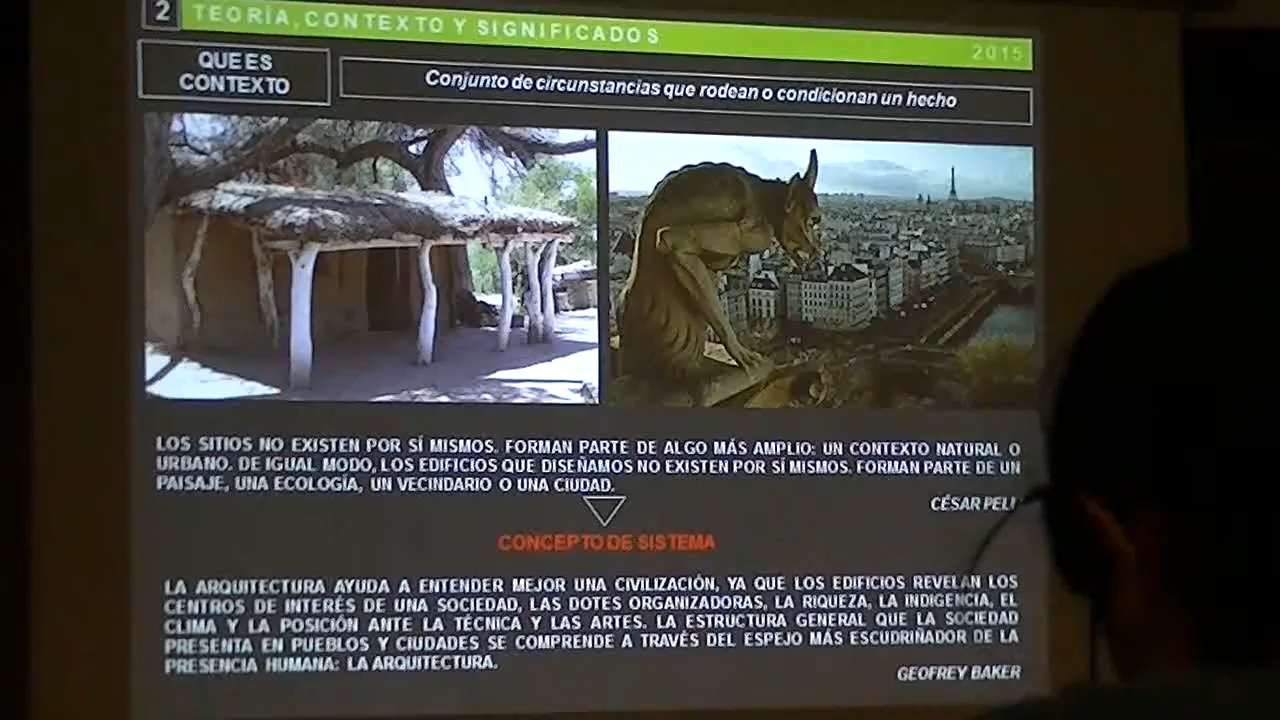 2 TEORÍA, CONTEXTO Y SIGNIFICADOS 2015
QUE ES
CONTEXTO
Conjunto de circunstancias que rodean o condicionan un hecho
LOS SITIOS NO EXISTEN POR SÍ MISMOS. FORMAN PARTE DE ALGO MÁS AMPLIO: UN CONTEXTO NATURAL O
URBANO. DE IGUAL MODO, LOS EDIFICIOS QUE DISEÑAMOS NO EXISTEN POR SÍ MISMOS. FORMAN PARTE DE UN
PAISAJE, UNA ECOLOGÍA, UN VECINDARIO O UNA CIUDAD.
CÉSAR PELLI
CONCEPTO DE SISTEMA
LA ARQUITECTURA AYUDA A ENTENDER MEJOR UNA CIVILIZACIÓN, YA QUE LOS EDIFICIOS REVELAN LOS
CENTROS DE INTERÉS DE UNA SOCIEDAD, LAS DOTES ORGANIZADORAS, LA RIQUEZA, LA INDIGENCIA, EL
CLIMA Y LA POSICIÓN ANTE LA TÉCNICA Y LAS ARTES. LA ESTRUCTURA GENERAL QUE LA SOCIEDAD
PRESENTA EN PUEBLOS Y CIUDADES SE COMPRENDE A TRAVÉS DEL ESPEJO MÁS ESCUDRIÑADOR DE LA
PRESENCIA HUMANA: LA ARQUITECTURA.
GEOFREY BAKER